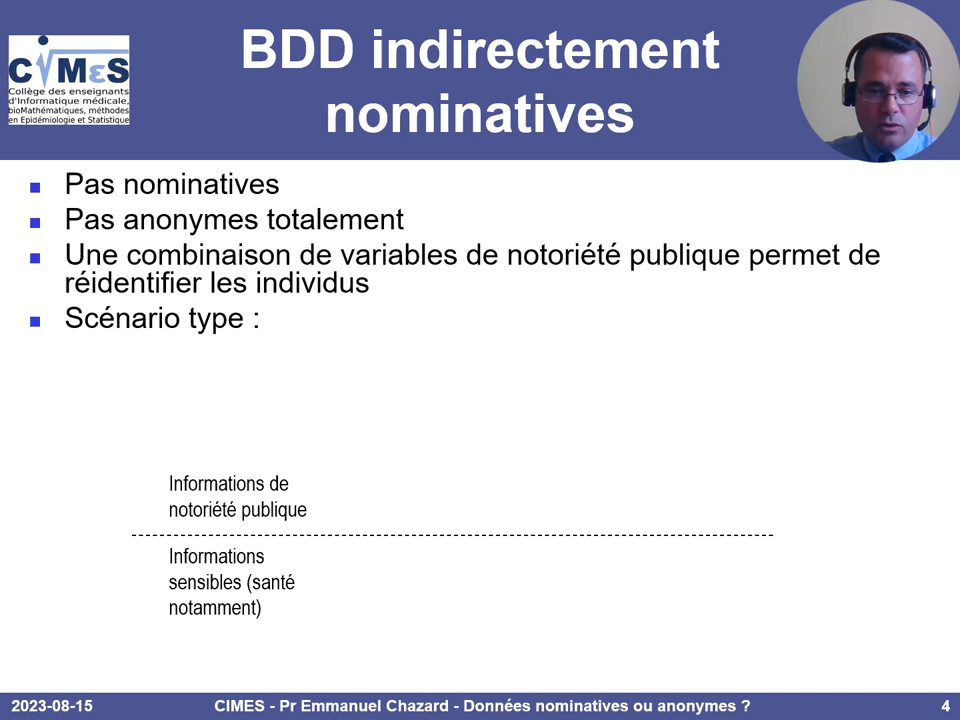 BDD indirectement
nominatives
CiMεS
Collège des enseignants
d'Informatique médicale,
bioMathématiques, méthodes
en Epidémiologie et Statistique
Pas nominatives
Pas anonymes totalement
Une combinaison de variables de notoriété publique permet de
réidentifier les individus
Scénario type :
Informations de
notoriété publique
Informations
sensibles (santé
notamment)
2023-08-15
CIMES - Pr Emmanuel Chazard - Données nominatives ou anonymes ?
4